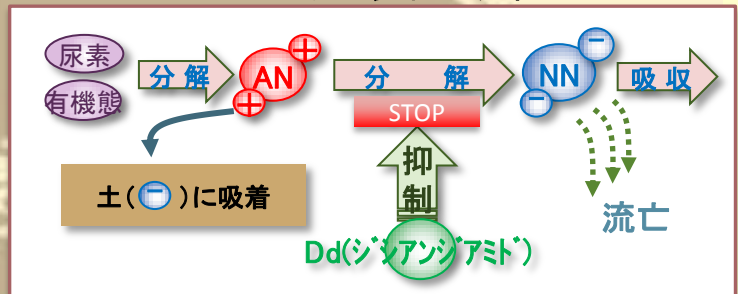 尿素
有機態
分解
AN
＋
＋
分　解
STOP
NN
－
－
吸収
土(－)に吸着
抑制
流亡
Dd(ｼﾞｼｱﾝｼﾞｱﾐﾄﾞ)